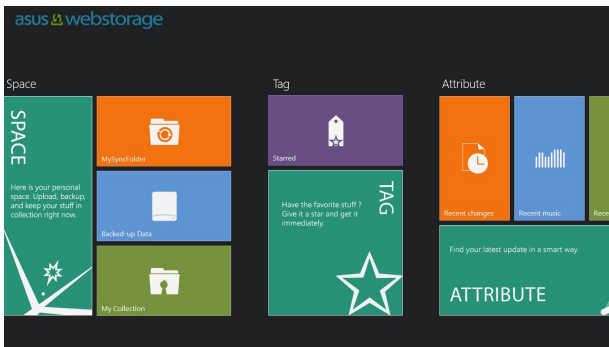 asus webstorage
Space
SPACE
Here is your personal
space. Upload, backup,
and keep your stuff in
collection right now.
MySyncFolder
Backed-up Data
My Collection
Tag
Starred
Have the favorite stuff ?
Give it a star and get it
immediately.
TAG
Attribute
Recent changes
Recent music
Rece
Find your latest update in a smart way.
ATTRIBUTE